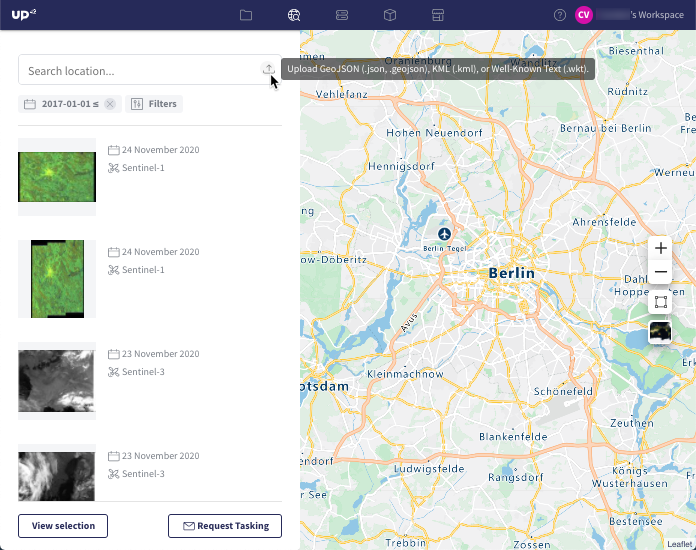 up42
CV 's Workspace
Search location...
Upload GeoJSON (.json, .geojson), KML (.kml), or Well-Known Text (.wkt).
2017-01-01 ≤
Filters
24 November 2020
Sentinel-1
24 November 2020
Sentinel-1
23 November 2020
Sentinel-3
23 November 2020
Sentinel-3
View selection
Request Tasking
Oranienburg
Wandlitz
Biesenthal
Vehlefanz
Rüdnitz
Hohen Neuendorf
Bernau bei Berlin
Hennigsdorf
Werneu
Ahrensfelde
ng
Berlin Tegel
ow-Döberitz
Berlin
Dahl
Hoppe
Avus
otsdam
Kleinmachnow
Erk
Schönefeld
Zeuthen
Blankenfelde
endorf
Ludwigsfelde
Rangsdorf
Königs
Wusterhausen
er See
Bestensee
Trebbin
Zossen
Leaflet